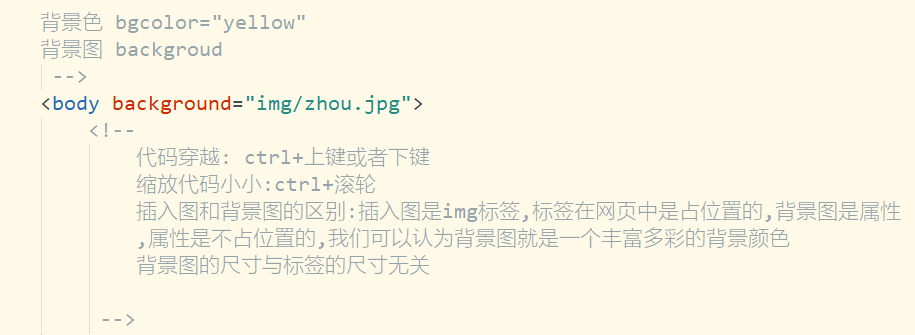 背景色 bgcolor="yellow"
背景图 backgroud
-->
<body background="img/zhou.jpg">
<!--
代码穿越: ctrl+上键或者下键
缩放代码小小:ctrl+滚轮
插入图和背景图的区别:插入图是img标签,标签在网页中是占位置的,背景图是属性
,属性是不占位置的,我们可以认为背景图就是一个丰富多彩的背景颜色
背景图的尺寸与标签的尺寸无关
-->